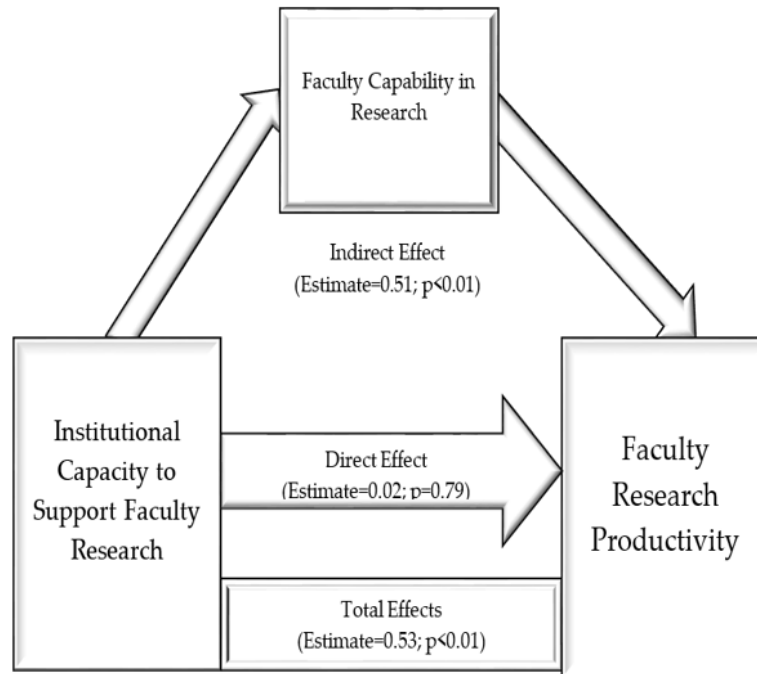 Faculty Capability in
Research
Indirect Effect
(Estimate=0.51; p<0.01)
Institutional
Capacity to
Support Faculty
Research
Direct Effect
(Estimate=0.02; p=0.79)
Faculty
Research
Productivity
Total Effects
(Estimate=0.53; p<0.01)